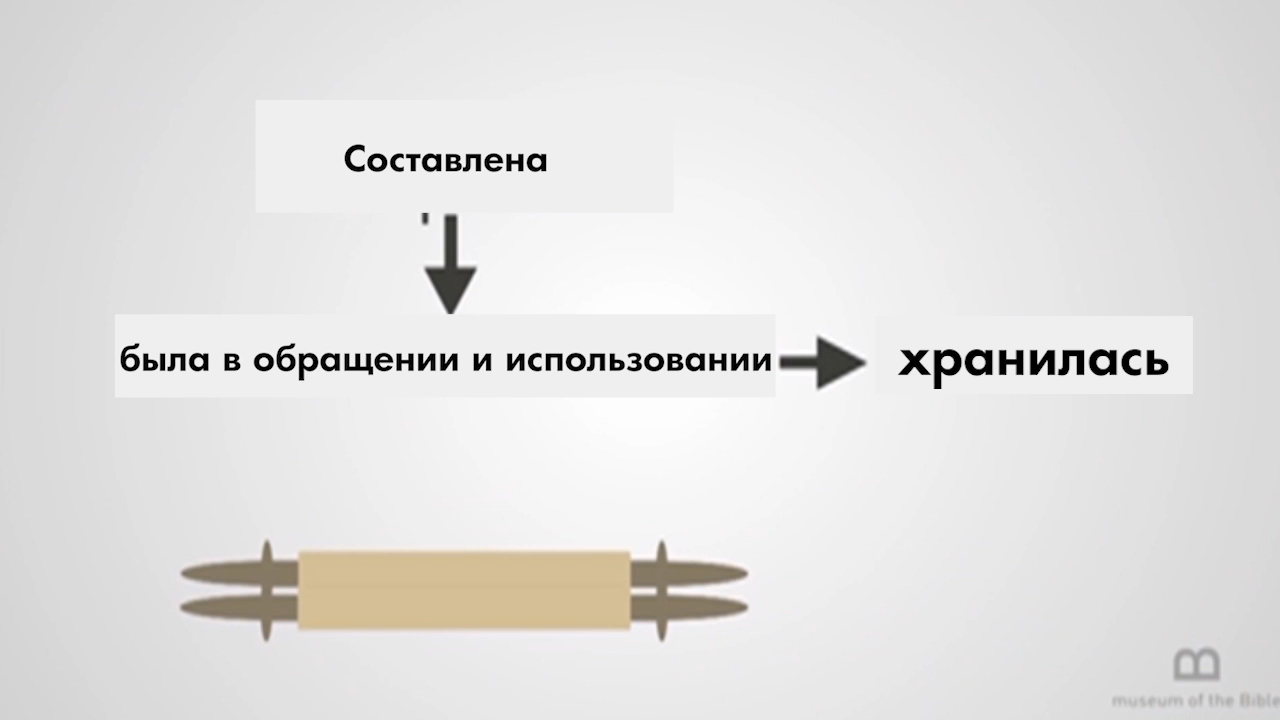 Составлена
была в обращении и использовании
хранилась
museum of the Bible